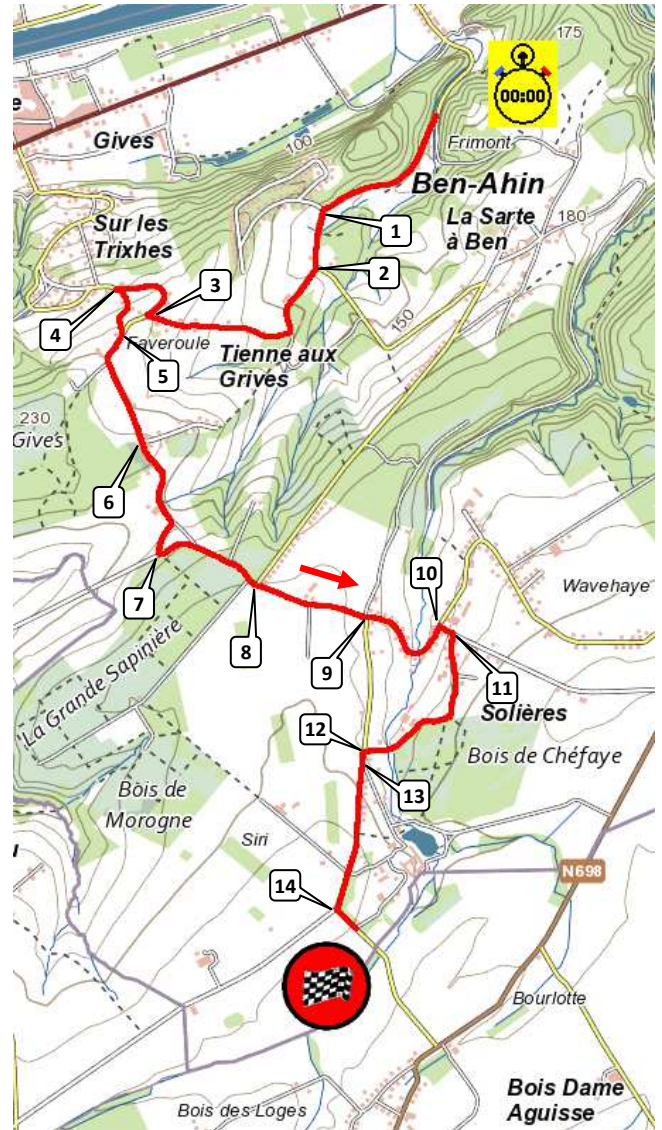 175
00:00
e
Gives
100
Frimont
Ben-Ahin
Sur les
Trixhes
La Sarte
à Ben
180
1
2
3
4
150
Faveroule
5
Tienne aux
Grives
230
Gives
6
7
10
Wavehaye
8
9
La Grande Sapinière
11
Solières
12
Bois de Chéfaye
13
Bois de
Morogne
Siri
u
N698
14
Bourlotte
Bois Dame
Aguisse
Bois des Loges